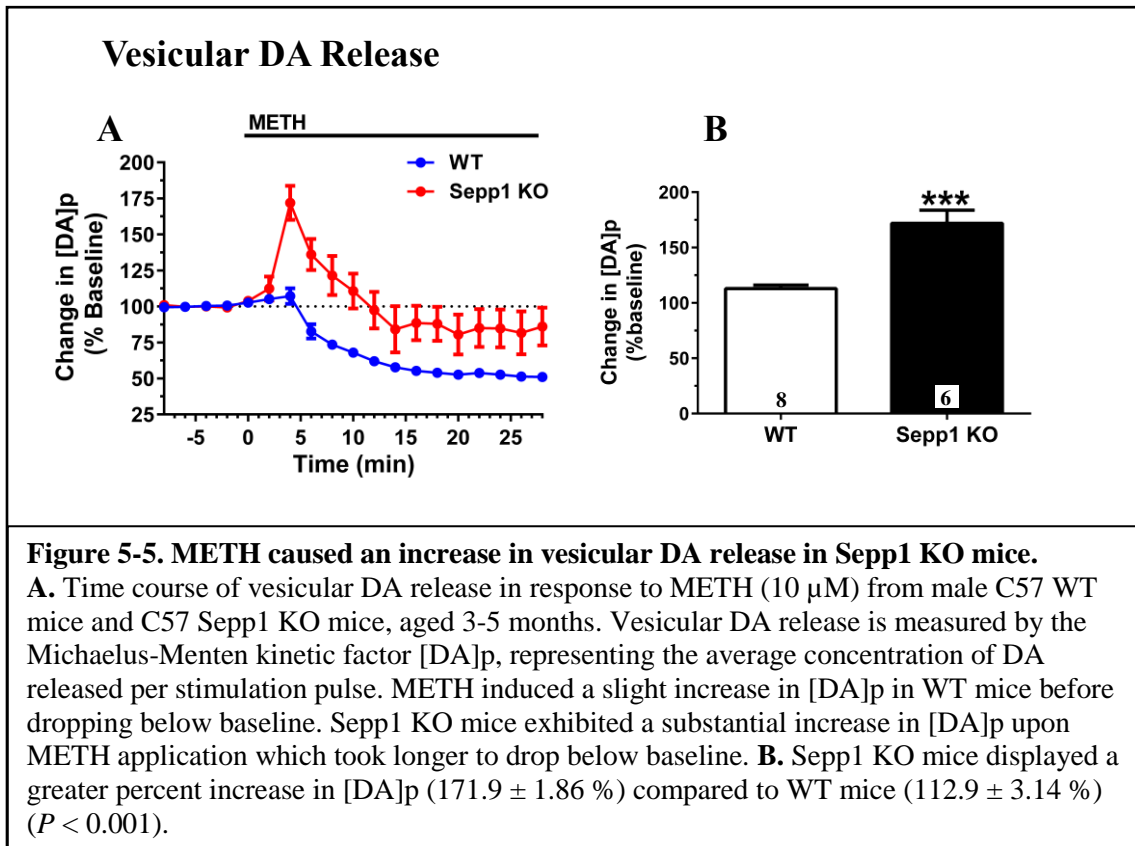 Vesicular DA Release
A
METH
WT
Sepp1 KO
Change in [DA]p
(% Baseline)
200
175
150
125
100
75
50
25
-5 0 5 10 15 20 25
Time (min)
B
***
Change in [DA]p
(%baseline)
200
150
100
50
0
8
6
WT Sepp1 KO
Figure 5-5. METH caused an increase in vesicular DA release in Sepp1 KO mice.
A. Time course of vesicular DA release in response to METH (10 µM) from male C57 WT
mice and C57 Sepp1 KO mice, aged 3-5 months. Vesicular DA release is measured by the
Michaelus-Menten kinetic factor [DA]p, representing the average concentration of DA
released per stimulation pulse. METH induced a slight increase in [DA]p in WT mice before
dropping below baseline. Sepp1 KO mice exhibited a substantial increase in [DA]p upon
METH application which took longer to drop below baseline. B. Sepp1 KO mice displayed a
greater percent increase in [DA]p (171.9 ± 1.86 %) compared to WT mice (112.9 ± 3.14 %)
(P < 0.001).